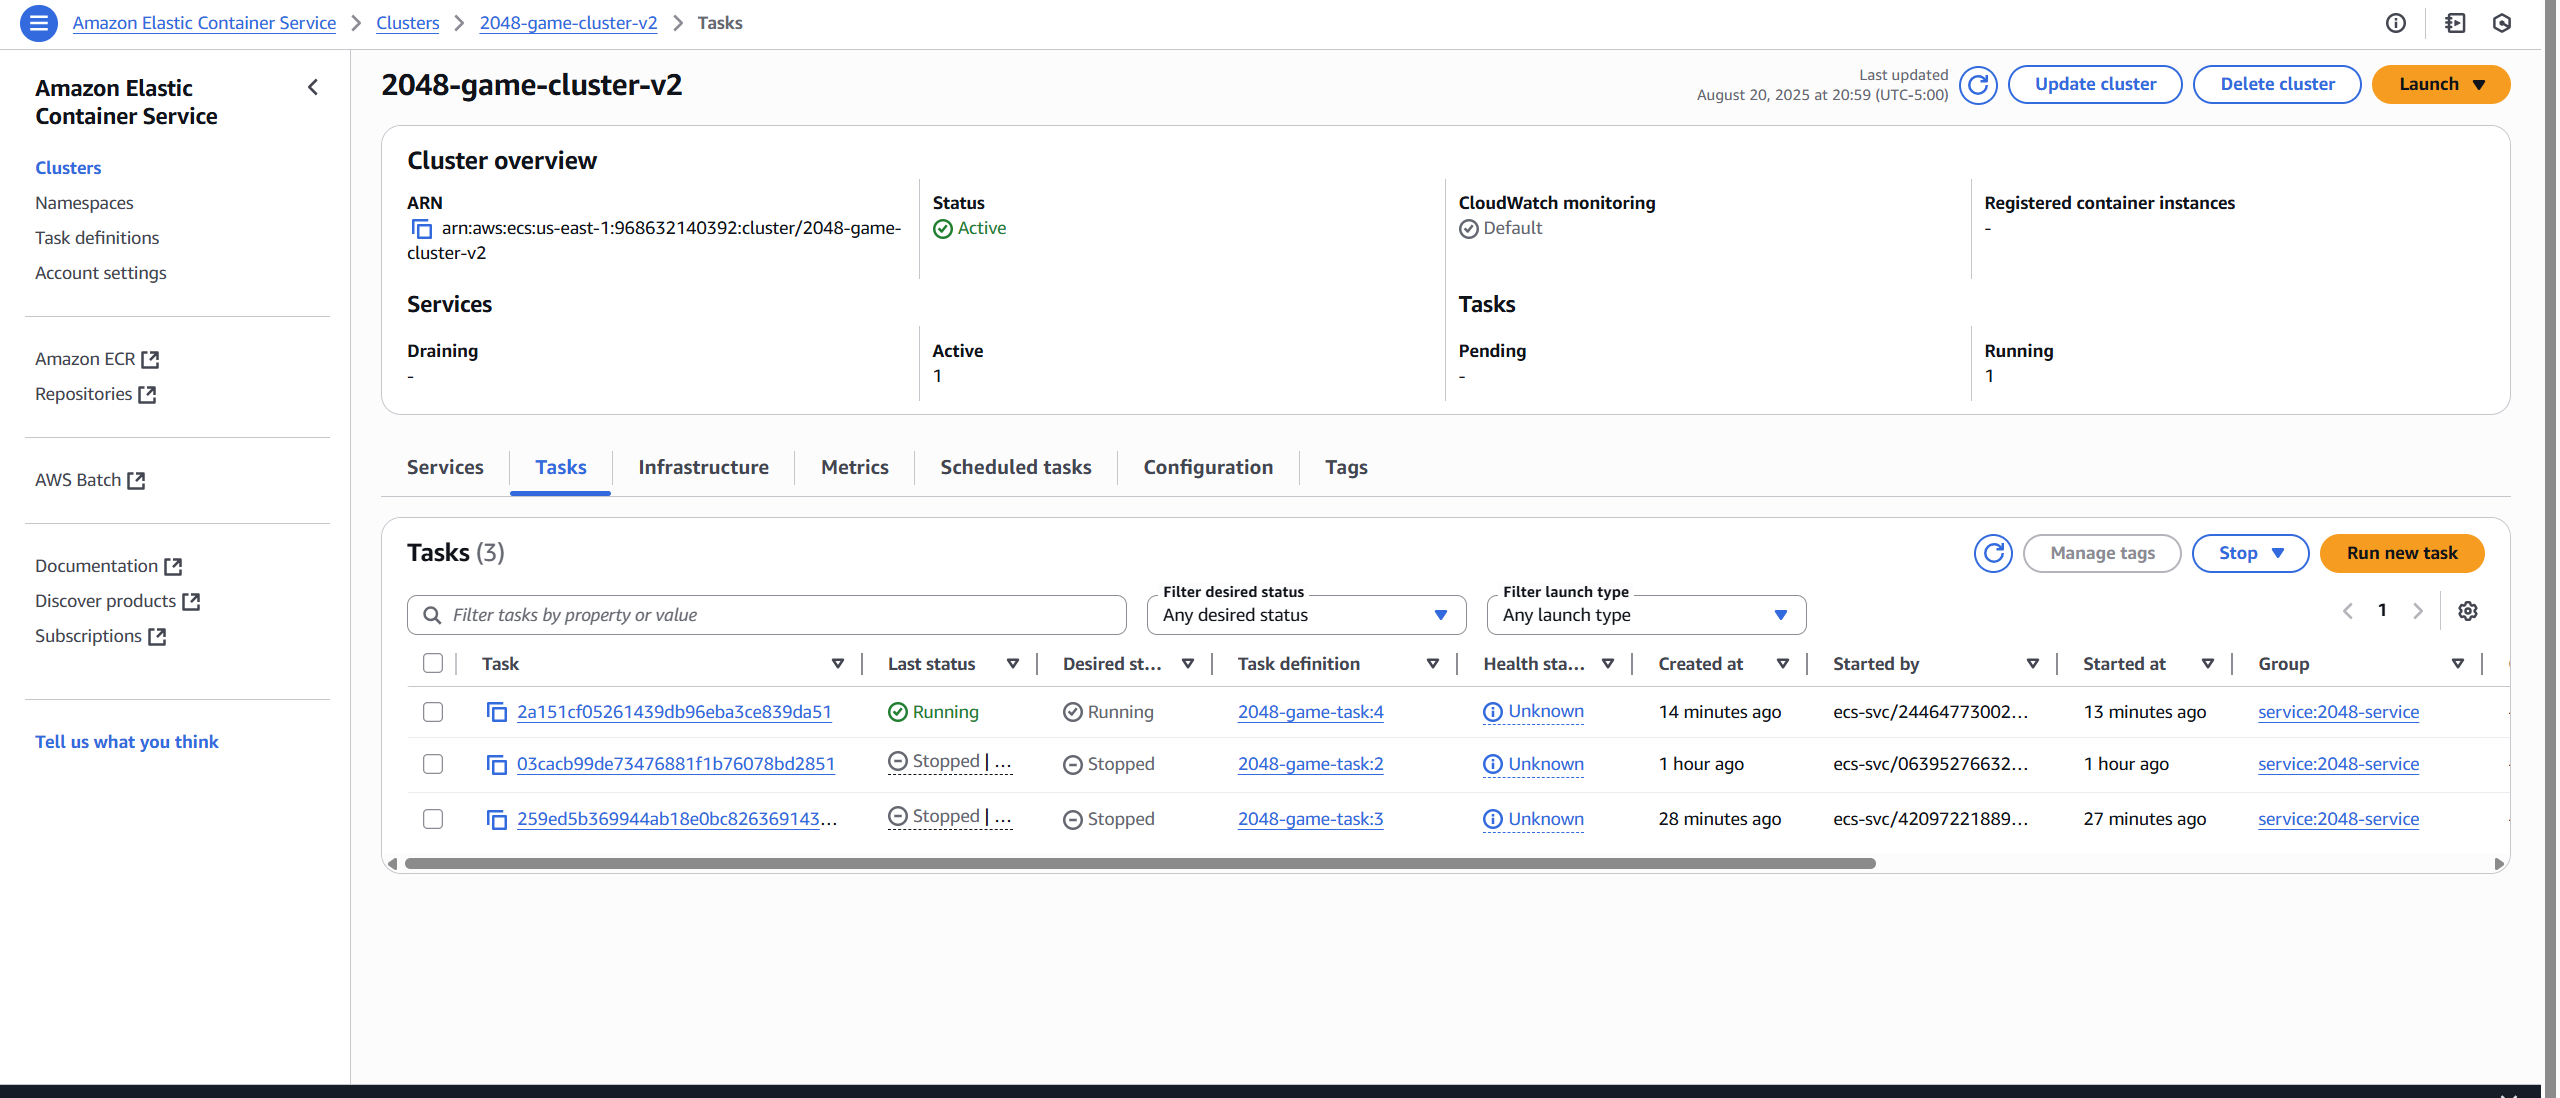 Amazon Elastic Container Service > Clusters > 2048-game-cluster-v2 > Tasks
Amazon Elastic
Container Service
Clusters
Namespaces
Task definitions
Account settings
Amazon ECR
Repositories
AWS Batch
Documentation
Discover products
Subscriptions
Tell us what you think
2048-game-cluster-v2
Last updated
August 20, 2025 at 20:59 (UTC-5:00)
Update cluster
Delete cluster
Launch
Cluster overview
ARN
arn:aws:ecs:us-east-1:968632140392:cluster/2048-game-
cluster-v2
Status
Active
CloudWatch monitoring
Default
Registered container instances
-
Services
Tasks
Draining
-
Active
1
Pending
-
Running
1
Services Tasks Infrastructure Metrics Scheduled tasks Configuration Tags
Tasks (3)
Manage tags
Stop
Run new task
Filter tasks by property or value
Filter desired status
Any desired status
Filter launch type
Any launch type
1
Task Last status Desired st... Task definition Health sta... Created at Started by Started at Group
2a151cf05261439db96eba3ce839da51 Running Running 2048-game-task:4 Unknown 14 minutes ago ecs-svc/24464773002... 13 minutes ago service:2048-service
03cacb99de73476881f1b76078bd2851 Stopped | ... Stopped 2048-game-task:2 Unknown 1 hour ago ecs-svc/06395276632... 1 hour ago service:2048-service
259ed5b369944ab18e0bc826369143... Stopped | ... Stopped 2048-game-task:3 Unknown 28 minutes ago ecs-svc/42097221889... 27 minutes ago service:2048-service